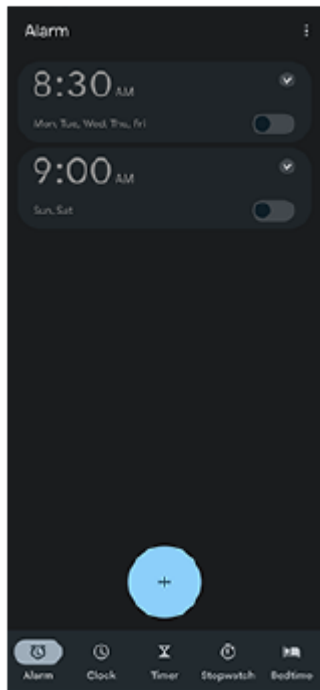 Alarm
8:30 AM
Mon, Tue, Wed, Thu, Fri
9:00 AM
Sun, Sat
+
Alarm Clock Timer Stopwatch Bedtime